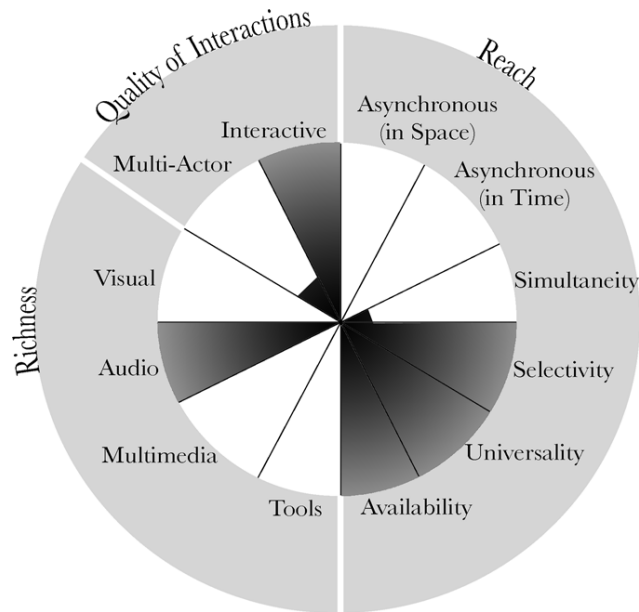 Quality of Interactions
Reach
Interactive
Asynchronous
(in Space)
Multi-Actor
Asynchronous
(in Time)
Visual
Simultaneity
Richness
Audio
Selectivity
Multimedia
Universality
Tools
Availability